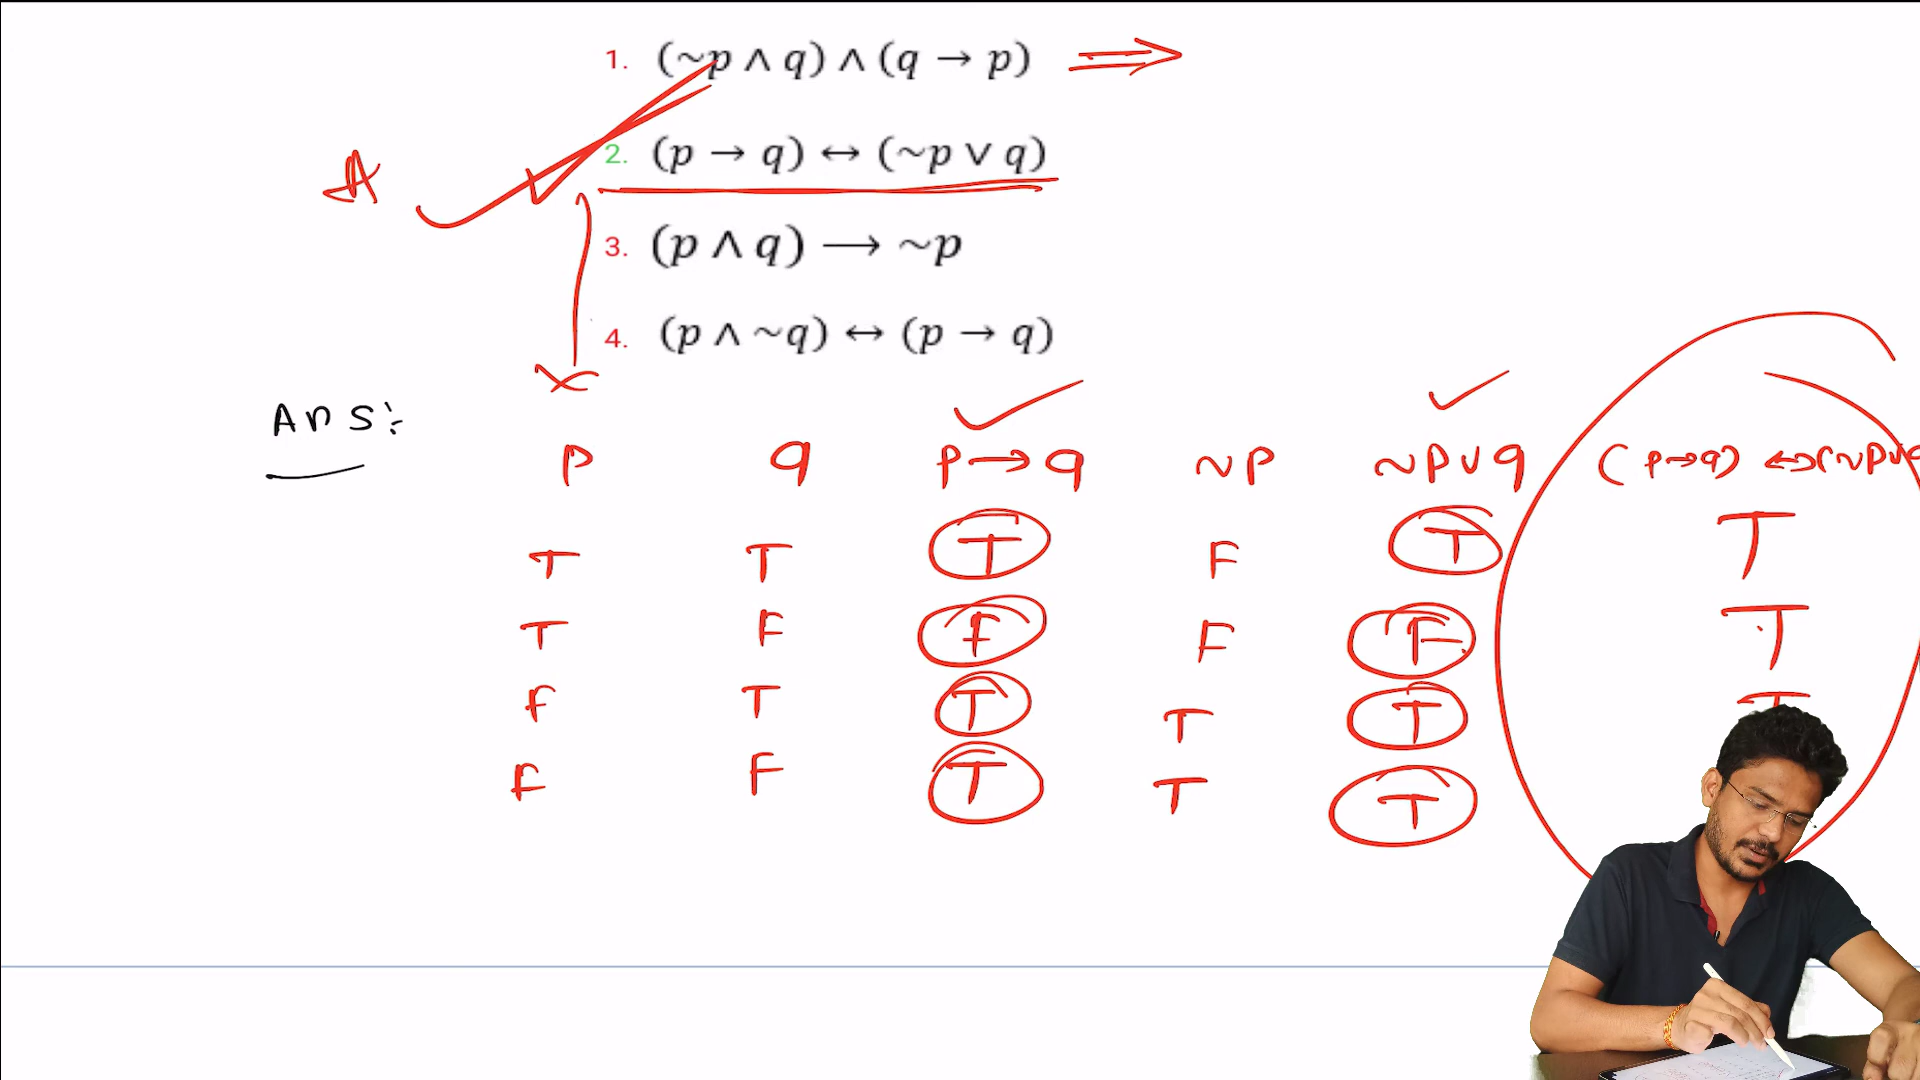 1. (~p ∧ q) ∧ (q → p) ⇒
2. (p → q) ↔ (~p ∨ q)
A
3. (p ∧ q) ⟶ ~p
4. (p ∧ ~q) ↔ (p → q)
Ans:
p q p→q ~p ~p∨q (p→q) ↔(~p∨q
T T T F T T
T F F F F T
F T T T T T
F F T T T